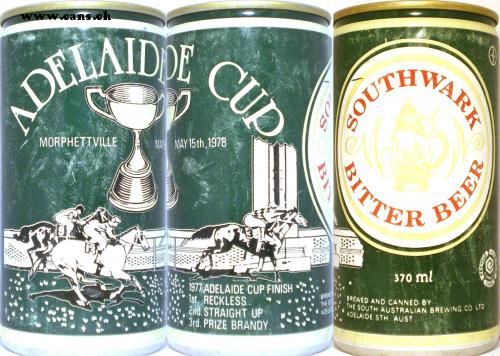 www.cans.ch
ADELAIDE CUP
MORPHETTVILLE MAY 15th, 1978
1977 ADELAIDE CUP FINISH
1st. RECKLESS
2nd. STRAIGHT UP
3rd. PRIZE BRANDY
SOUTHWARK
BITTER BEER
370 ml
BREWED AND CANNED BY
THE SOUTH AUSTRALIAN BREWING CO. LTD
ADELAIDE STH. AUST